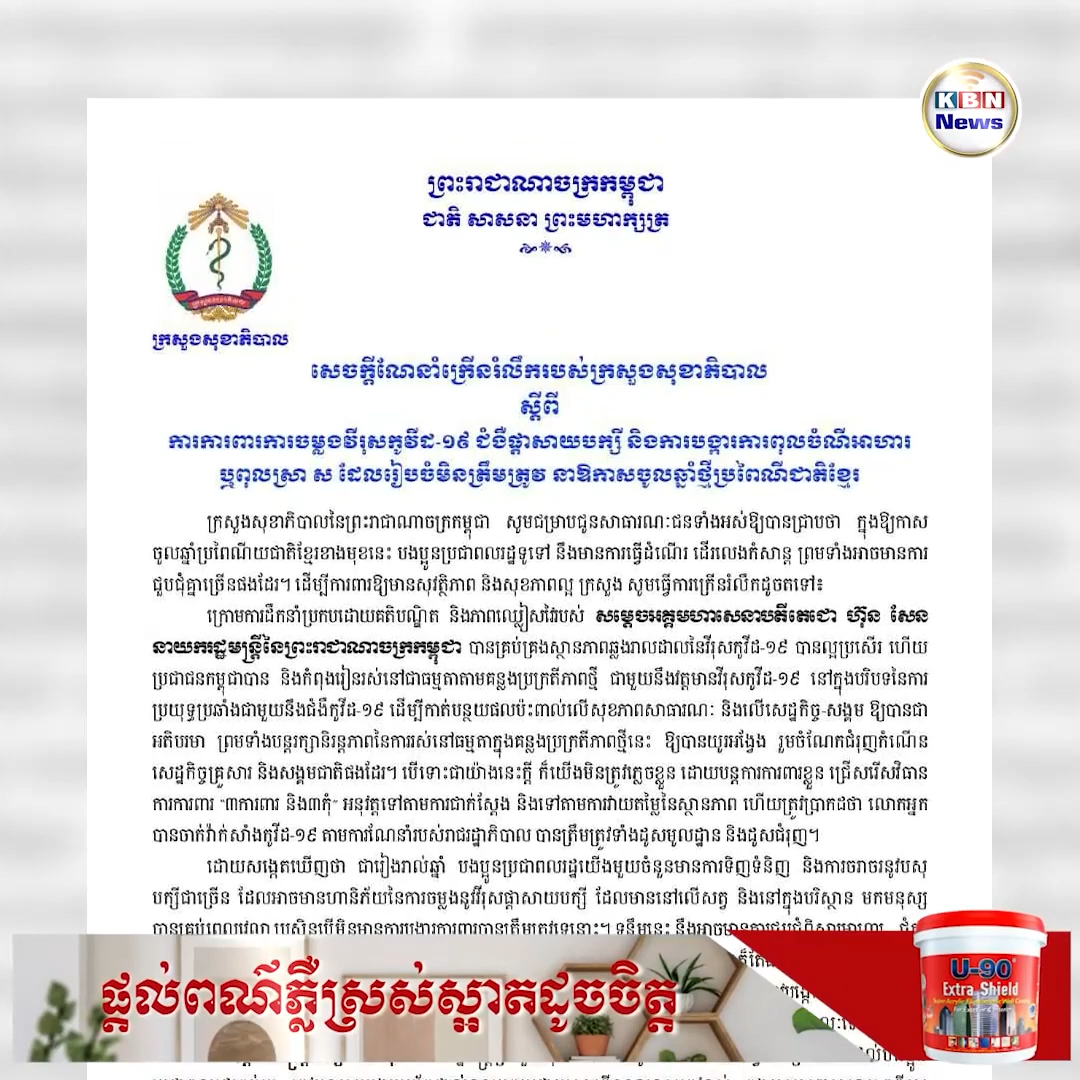 KBN
News
ព្រះរាជាណាចក្រកម្ពុជា
ជាតិ សាសនា ព្រះមហាក្សត្រ
ក្រសួងសុខាភិបាល
សេចក្តីណែនាំក្រើនរំលឹករបស់ក្រសួងសុខាភិបាល
ស្តីពី
ការការពារការចម្លងវីរុសកូវីដ-១៩ ជំងឺផ្តាសាយបក្សី និងការបង្ការការពុលចំណីអាហារ
ឬពុលស្រា ស ដែលរៀបចំមិនត្រឹមត្រូវ នាឱកាសចូលឆ្នាំថ្មីប្រពៃណីជាតិខ្មែរ
ក្រសួងសុខាភិបាលនៃព្រះរាជាណាចក្រកម្ពុជា សូមជម្រាបជូនសាធារណៈជនទាំងអស់ឱ្យបានជ្រាបថា ក្នុងឱ្យកាស
ចូលឆ្នាំប្រពៃណីយជាតិខ្មែរខាងមុខនេះ បងប្អូនប្រជាពលរដ្ឋទូទៅ នឹងមានការធ្វើដំណើរ ដើរលេងកំសាន្ត ព្រមទាំងអាចមានការ
ជួបជុំគ្នាច្រើនផងដែរ។ ដើម្បីការពារឱ្យមានសុវត្ថិភាព និងសុខភាពល្អ ក្រសួង សូមធ្វើការក្រើនរំលឹកដូចតទៅ៖
ក្រោមការដឹកនាំប្រកបដោយគតិបណ្ឌិត និងភាពឈ្លៀសវៃរបស់ សម្តេចអគ្គមហាសេនាបតីតេជោ ហ៊ុន សែន
នាយករដ្ឋមន្ត្រីនៃព្រះរាជាណាចក្រកម្ពុជា បានគ្រប់គ្រងស្ថានភាពឆ្លងរាលដាលនៃវីរុសកូវីដ-១៩ បានល្អប្រសើរ ហើយ
ប្រជាជនកម្ពុជាបាន និងកំពុងរៀនរស់នៅជាធម្មតាតាមគន្លងប្រក្រតីភាពថ្មី ជាមួយនឹងវត្តមានវីរុសកូវីដ-១៩ នៅក្នុងបរិបទនៃការ
ប្រយុទ្ធប្រឆាំងជាមួយនឹងជំងឺកូវីដ-១៩ ដើម្បីកាត់បន្ថយផលប៉ះពាល់លើសុខភាពសាធារណៈ និងលើសេដ្ឋកិច្ច-សង្គម ឱ្យបានជា
អតិបរមា ព្រមទាំងបន្តរក្សានិរន្តភាពនៃការរស់នៅធម្មតាក្នុងគន្លងប្រក្រតីភាពថ្មីនេះ ឱ្យបានយូរអង្វែង រួមចំណែកជំរុញកំណើន
សេដ្ឋកិច្ចគ្រួសារ និងសង្គមជាតិផងដែរ។ បើទោះជាយ៉ាងនេះក្តី ក៏យើងមិនត្រូវភ្លេចខ្លួន ដោយបន្តការការពារខ្លួន ជ្រើសរើសវិធាន
ការការពារ “៣ការពារ និង៣កុំ” អនុវត្តទៅតាមការជាក់ស្តែង និងទៅតាមការវាយតម្លៃនៃស្ថានភាព ហើយត្រូវប្រាកដថា លោកអ្នក
បានចាក់វ៉ាក់សាំងកូវីដ-១៩ តាមការណែនាំរបស់រាជរដ្ឋាភិបាល បានត្រឹមត្រូវទាំងដូសមូលដ្ឋាន និងដូសជំរុញ។
ដោយសង្កេតឃើញថា ជារៀងរាល់ឆ្នាំ បងប្អូនប្រជាពលរដ្ឋយើងមួយចំនួនមានការទិញទំនិញ និងការចរាចរនូវបសុ
បក្សីជាច្រើន ដែលអាចមានហានិភ័យនៃការចម្លងនូវវីរុសផ្តាសាយបក្សី ដែលមាននៅលើសត្វ និងនៅក្នុងបរិស្ថាន មកមនុស្ស
ផ្តល់ពណ៌ភ្លឺស្រស់ស្អាតដូចចិត្ត
U-90
Extra Shield